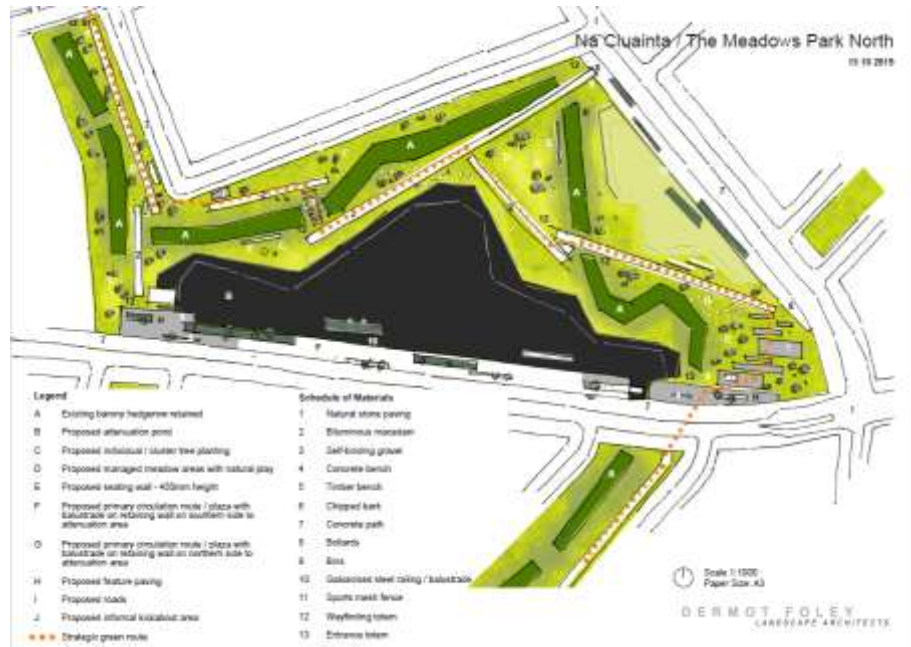 Na Cluainta / The Meadows Park North
15 10 2019
Legend
A Existing barony hedgerow retained
B Proposed attenuation pond
C Proposed individual / cluster tree planting
D Proposed managed meadow areas with natural play
E Proposed seating wall - 400mm height
F Proposed primary circulation route / plaza with
balustrade on retaining wall on southern side to
attenuation area
G Proposed primary circulation route / plaza with
balustrade on retaining wall on northern side to
attenuation area
H Proposed feature paving
I Proposed roads
J Proposed informal kickabout area
Strategic green route
Schedule of Materials
1 Natural stone paving
2 Bituminous macadam
3 Self-binding gravel
4 Concrete bench
5 Timber bench
6 Chipped bark
7 Concrete path
8 Bollards
9 Bins
10 Galvanised steel railing / balustrade
11 Sports mesh fence
12 Wayfinding totem
13 Entrance totem
Scale 1:1000
Paper Size: A3
DERMOT FOLEY
LANDSCAPE ARCHITECTS
A
A
A
A
A
A
B